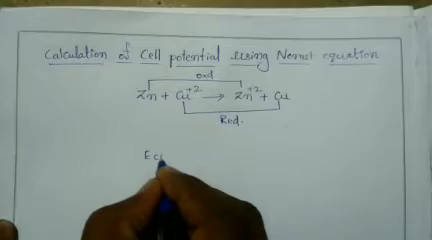 Calculation of Cell potential using Nernst equation
oxd
Zn + Cu+2 → Zn+2 + Cu
Red.
E c